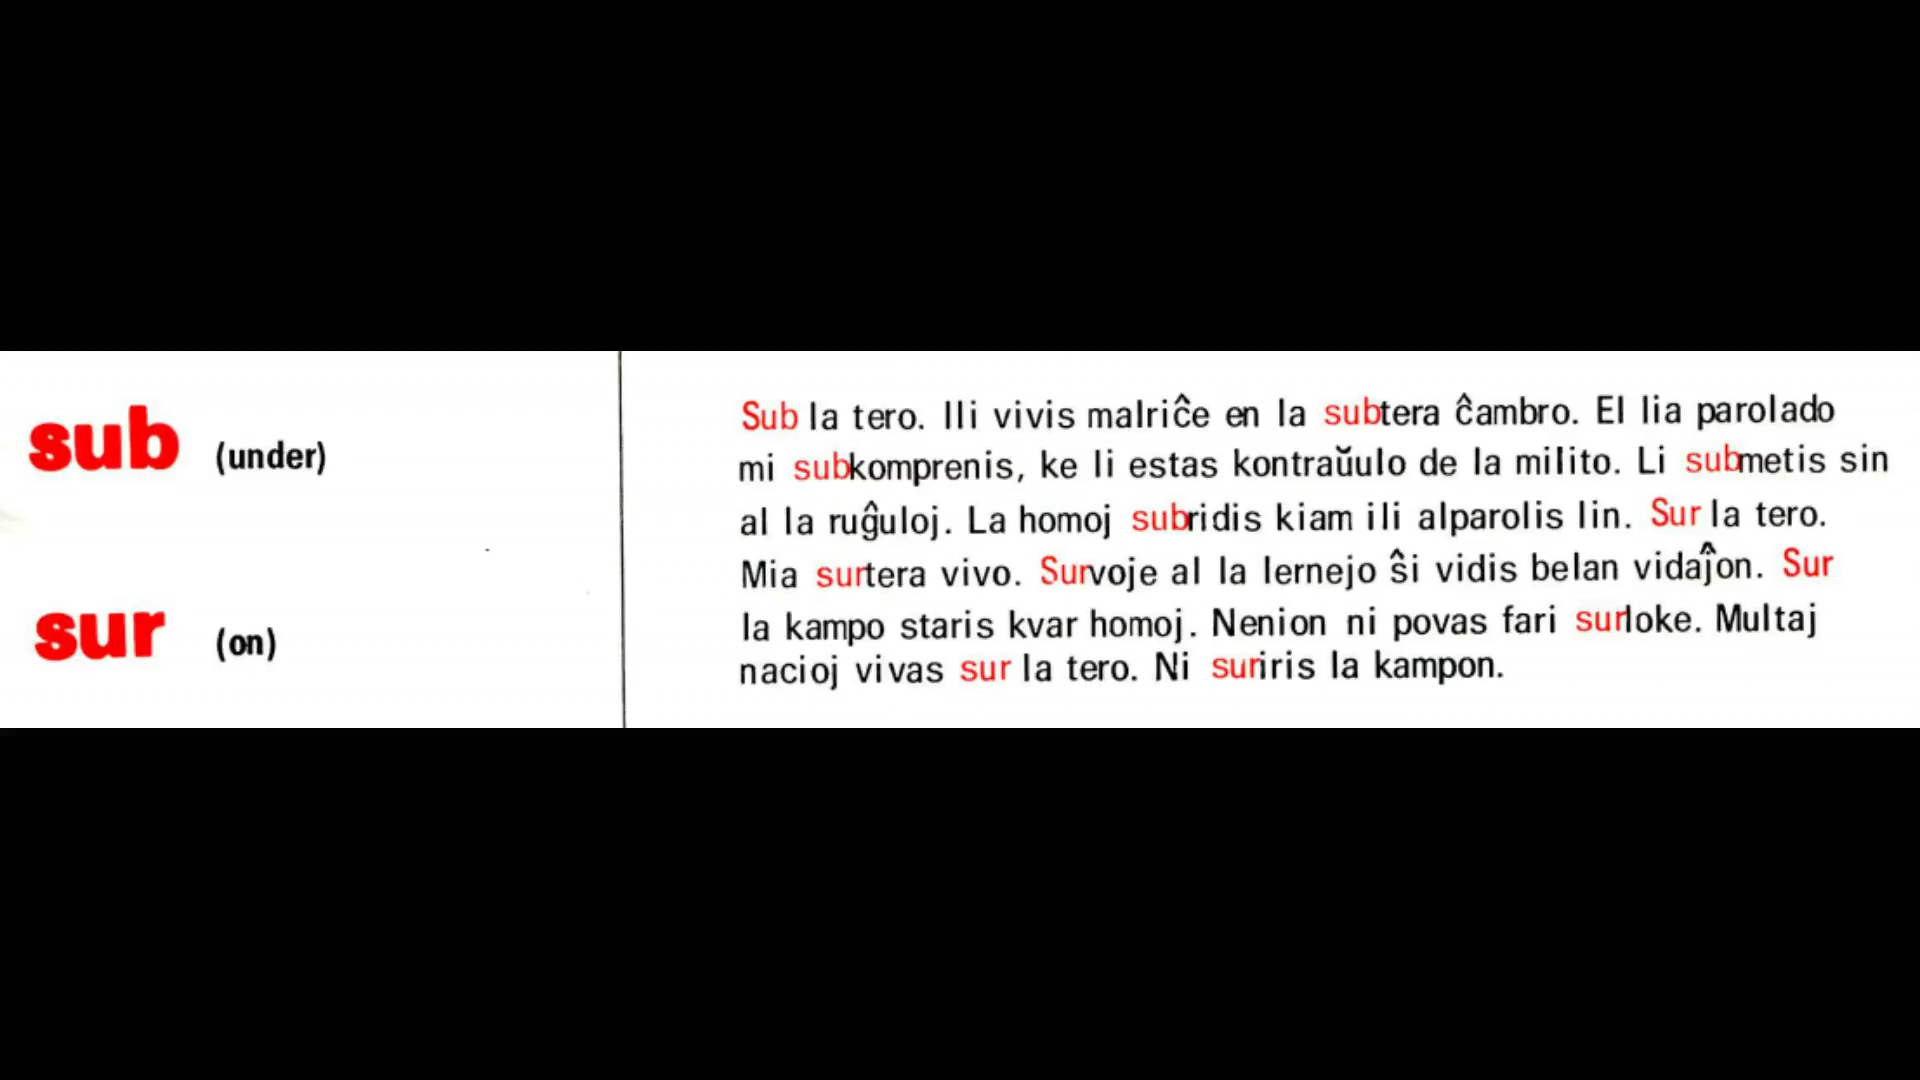 sub (under)
sur (on)
Sub la tero. Ili vivis malriĉe en la subtera ĉambro. El lia parolado
mi subkomprenis, ke li estas kontraŭulo de la milito. Li submetis sin
al la ruĝuloj. La homoj subridis kiam ili alparolis lin. Sur la tero.
Mia surtera vivo. Survoje al la lernejo ŝi vidis belan vidaĵon. Sur
la kampo staris kvar homoj. Nenion ni povas fari surloke. Multaj
nacioj vivas sur la tero. Ni suriris la kampon.